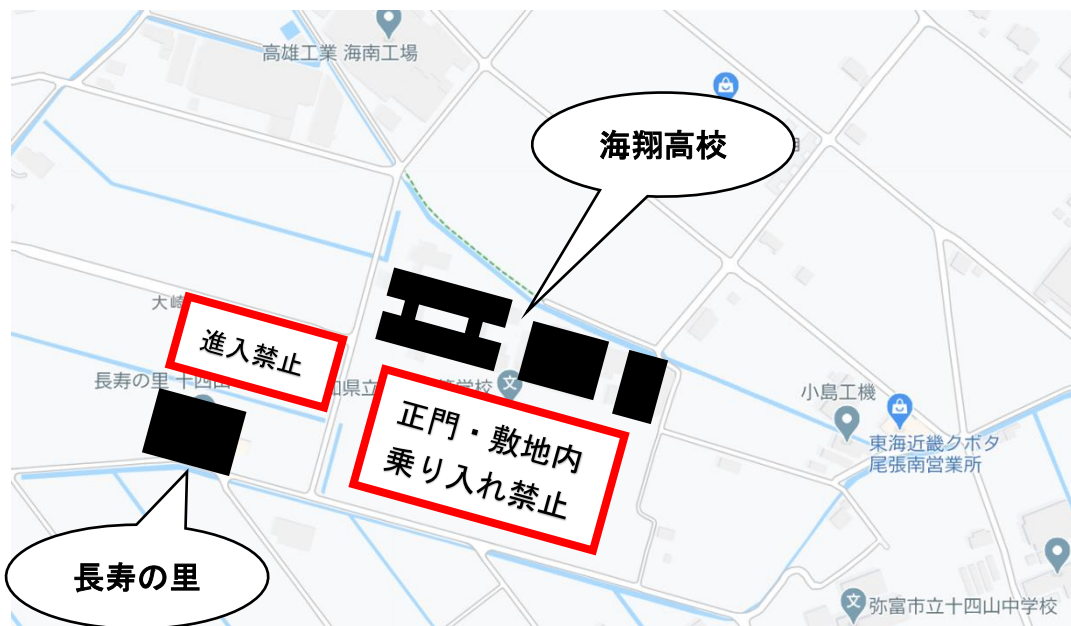 高雄工業 海南工場
海翔高校
大崎
進入禁止
長寿の里 十四山
県立
学校
正門・敷地内
乗り入れ禁止
小島工機
東海近畿クボタ
尾張南営業所
長寿の里
弥富市立十四山中学校